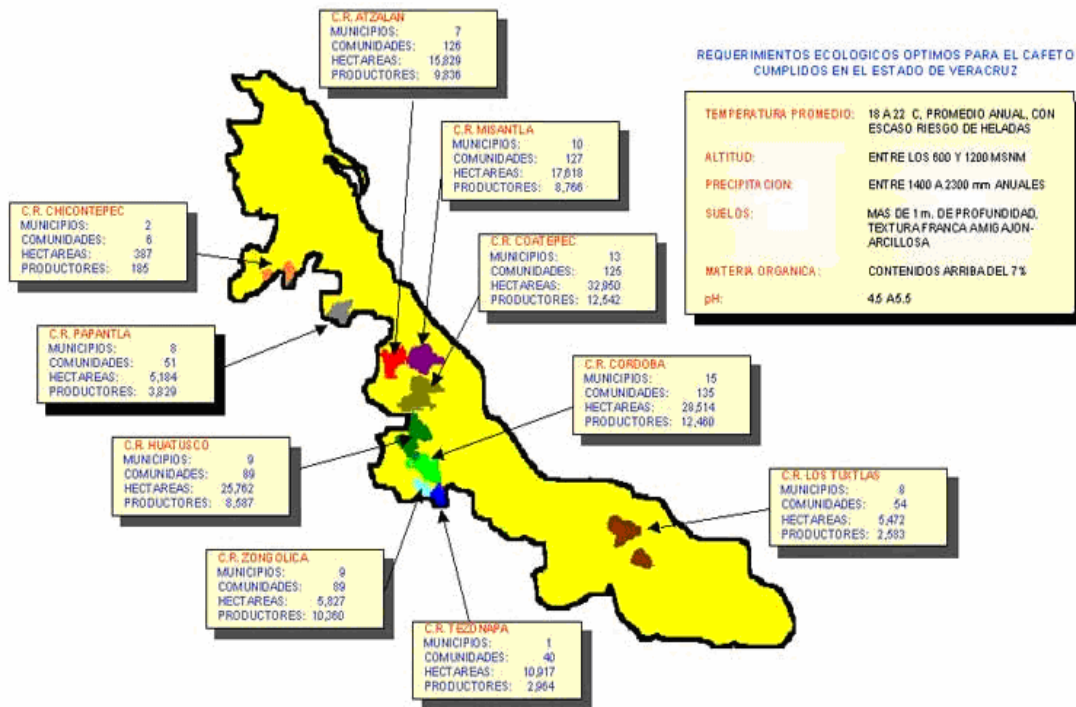 C.R. ATZALAN
MUNICIPIOS: 7
COMUNIDADES: 126
HECTAREAS: 15,829
PRODUCTORES: 9,836
REQUERIMIENTOS ECOLOGICOS OPTIMOS PARA EL CAFETO
CUMPLIDOS EN EL ESTADO DE VERACRUZ
TEMPERATURA PROMEDIO: 18 A 22 C, PROMEDIO ANUAL, CON
ESCASO RIESGO DE HELADAS
ALTITUD: ENTRE LOS 600 Y 1200 MSNM
PRECIPITACION: ENTRE 1400 A 2300 mm ANUALES
SUELOS: MAS DE 1 m. DE PROFUNDIDAD,
TEXTURA FRANCA AMIGAJON-
ARCILLOSA
MATERIA ORGANICA: CONTENIDOS ARRIBA DEL 7%
pH: 4.5 A 5.5
C.R. MISANTLA
MUNICIPIOS: 10
COMUNIDADES: 127
HECTAREAS: 17,618
PRODUCTORES: 8,766
C.R. CHICONTEPEC
MUNICIPIOS: 2
COMUNIDADES: 6
HECTAREAS: 387
PRODUCTORES: 185
C.R. COATEPEC
MUNICIPIOS: 13
COMUNIDADES: 125
HECTAREAS: 32,950
PRODUCTORES: 12,542
C.R. PAPANTLA
MUNICIPIOS: 8
COMUNIDADES: 51
HECTAREAS: 5,184
PRODUCTORES: 3,829
C.R. CORDOBA
MUNICIPIOS: 15
COMUNIDADES: 135
HECTAREAS: 28,514
PRODUCTORES: 12,460
C.R. HUATUSCO
MUNICIPIOS: 9
COMUNIDADES: 89
HECTAREAS: 25,762
PRODUCTORES: 8,587
C.R. LOS TUXTLAS
MUNICIPIOS: 8
COMUNIDADES: 54
HECTAREAS: 5,472
PRODUCTORES: 2,583
C.R. ZONGOLICA
MUNICIPIOS: 9
COMUNIDADES: 89
HECTAREAS: 5,827
PRODUCTORES: 10,360
C.R. TEZONAPA
MUNICIPIOS: 1
COMUNIDADES: 40
HECTAREAS: 10,917
PRODUCTORES: 2,964